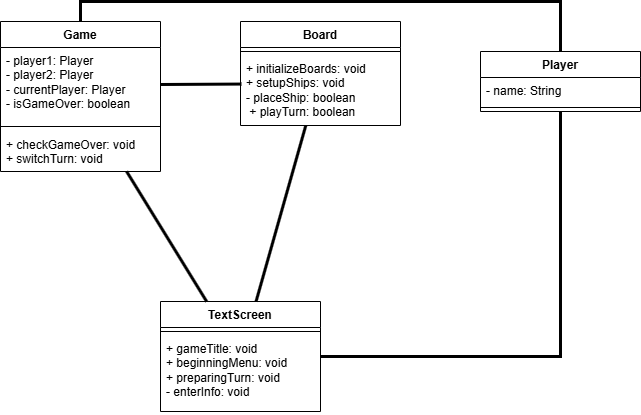 Game
- player1: Player
- player2: Player
- currentPlayer: Player
- isGameOver: boolean
+ checkGameOver: void
+ switchTurn: void
Board
+ initializeBoards: void
+ setupShips: void
- placeShip: boolean
+ playTurn: boolean
Player
- name: String
TextScreen
+ gameTitle: void
+ beginningMenu: void
+ preparingTurn: void
- enterInfo: void